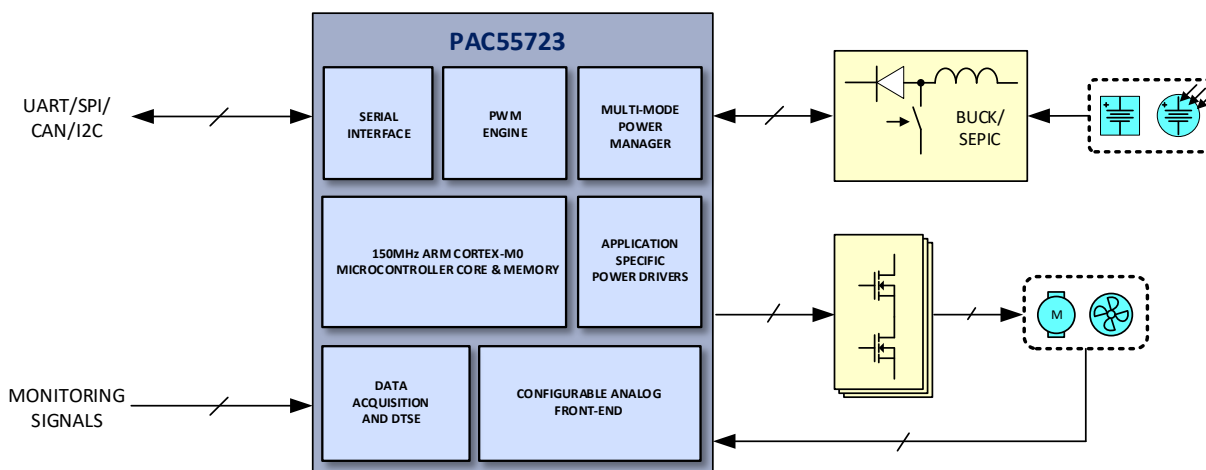 PAC55723
UART/SPI/
CAN/I2C
SERIAL
INTERFACE
PWM
ENGINE
MULTI-MODE
POWER
MANAGER
BUCK/
SEPIC
150MHz ARM CORTEX-M0
MICROCONTROLLER CORE & MEMORY
APPLICATION
SPECIFIC
POWER DRIVERS
M
MONITORING
SIGNALS
DATA
ACQUISITION
AND DTSE
CONFIGURABLE ANALOG
FRONT-END